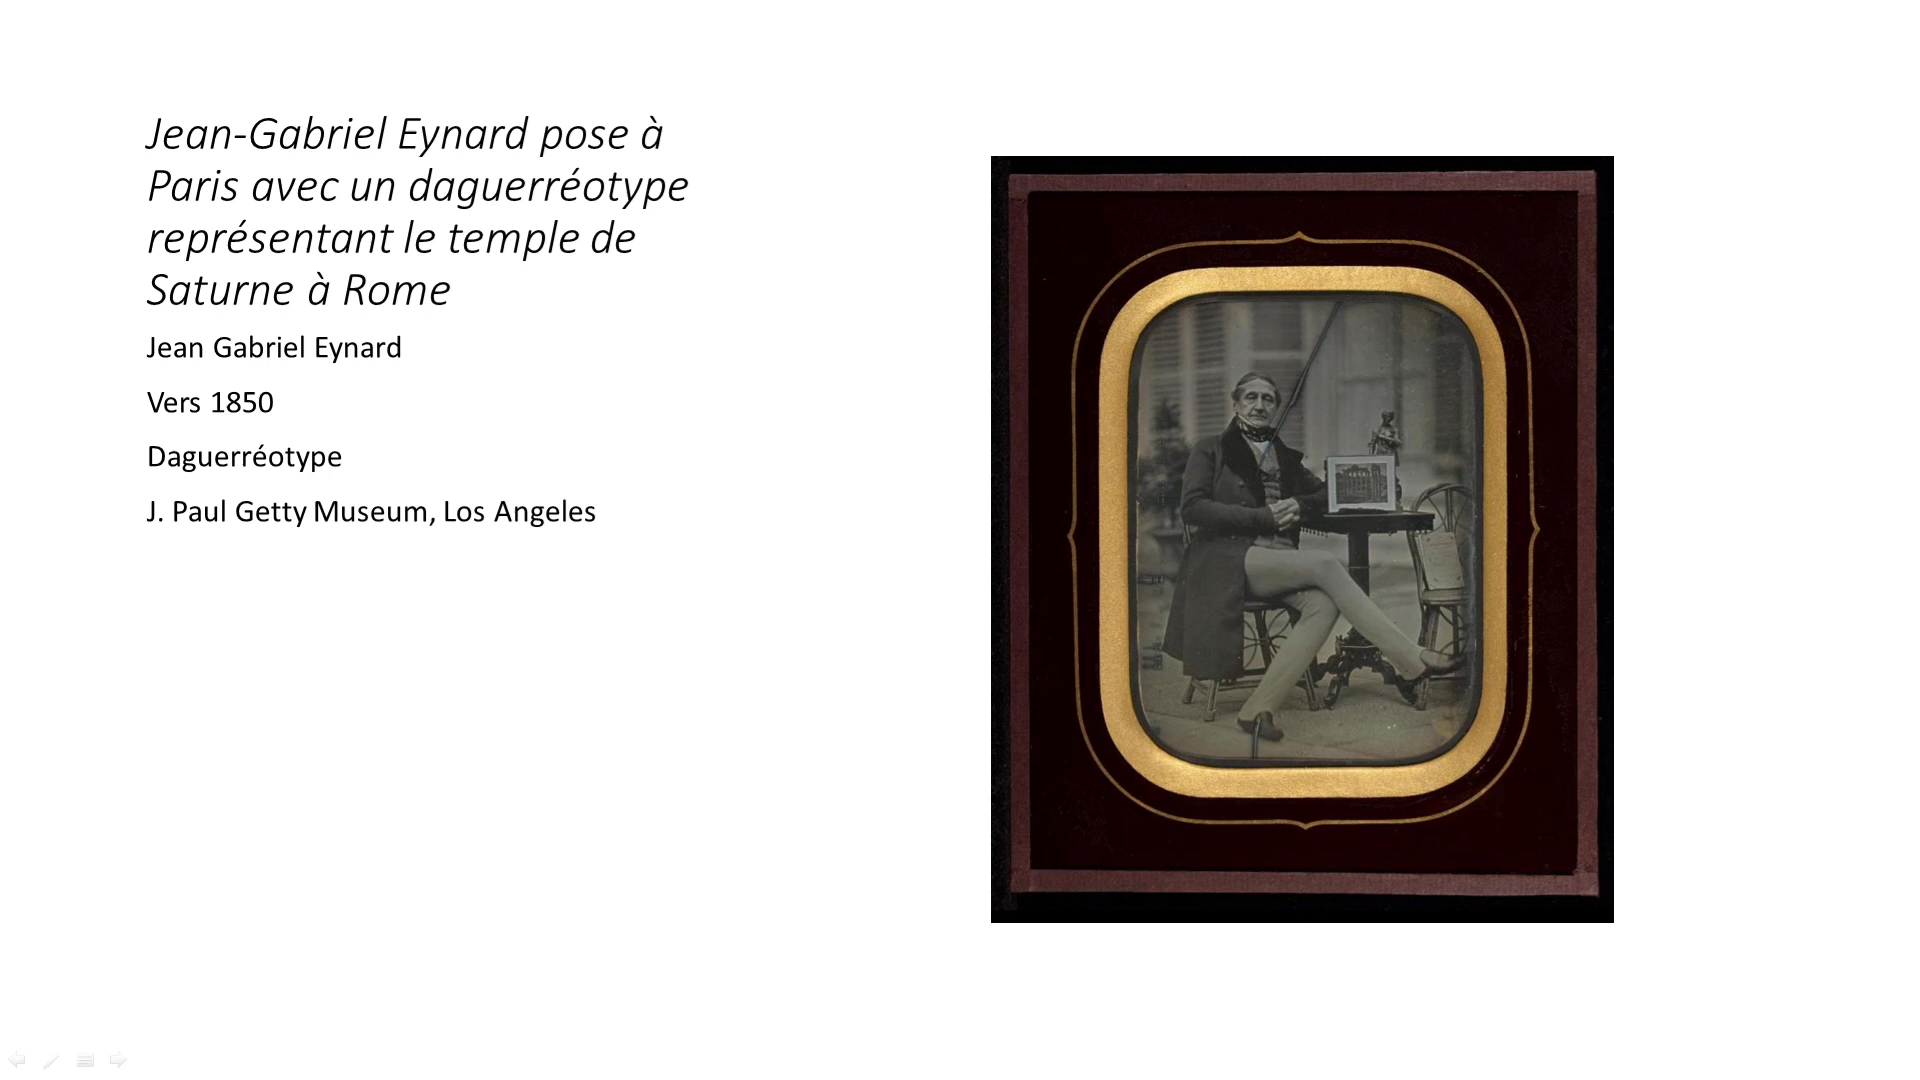 Jean-Gabriel Eynard pose à
Paris avec un daguerréotype
représentant le temple de
Saturne à Rome
Jean Gabriel Eynard
Vers 1850
Daguerréotype
J. Paul Getty Museum, Los Angeles